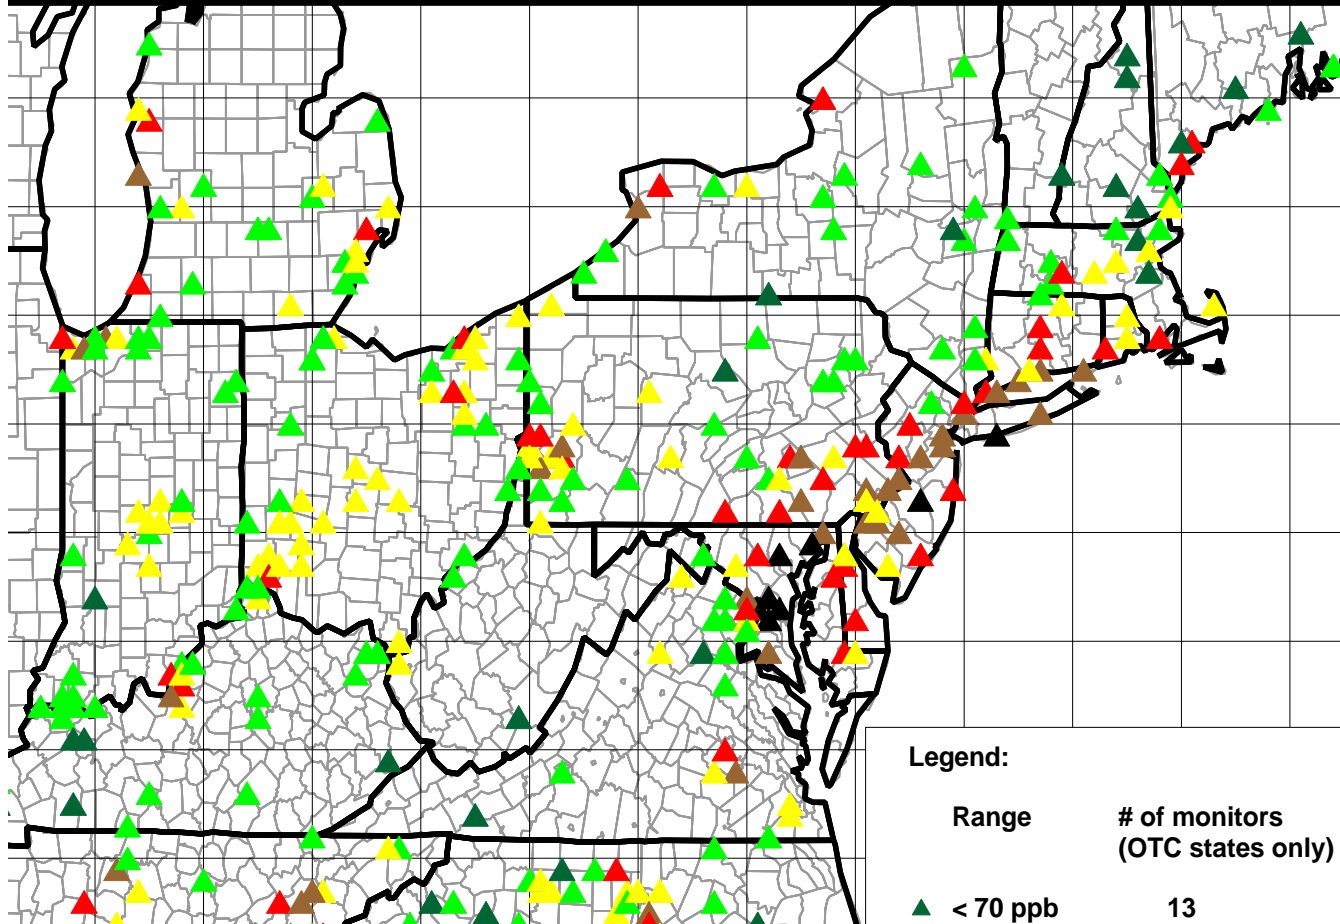 Legend:
Range # of monitors
(OTC states only)
< 70 ppb 13